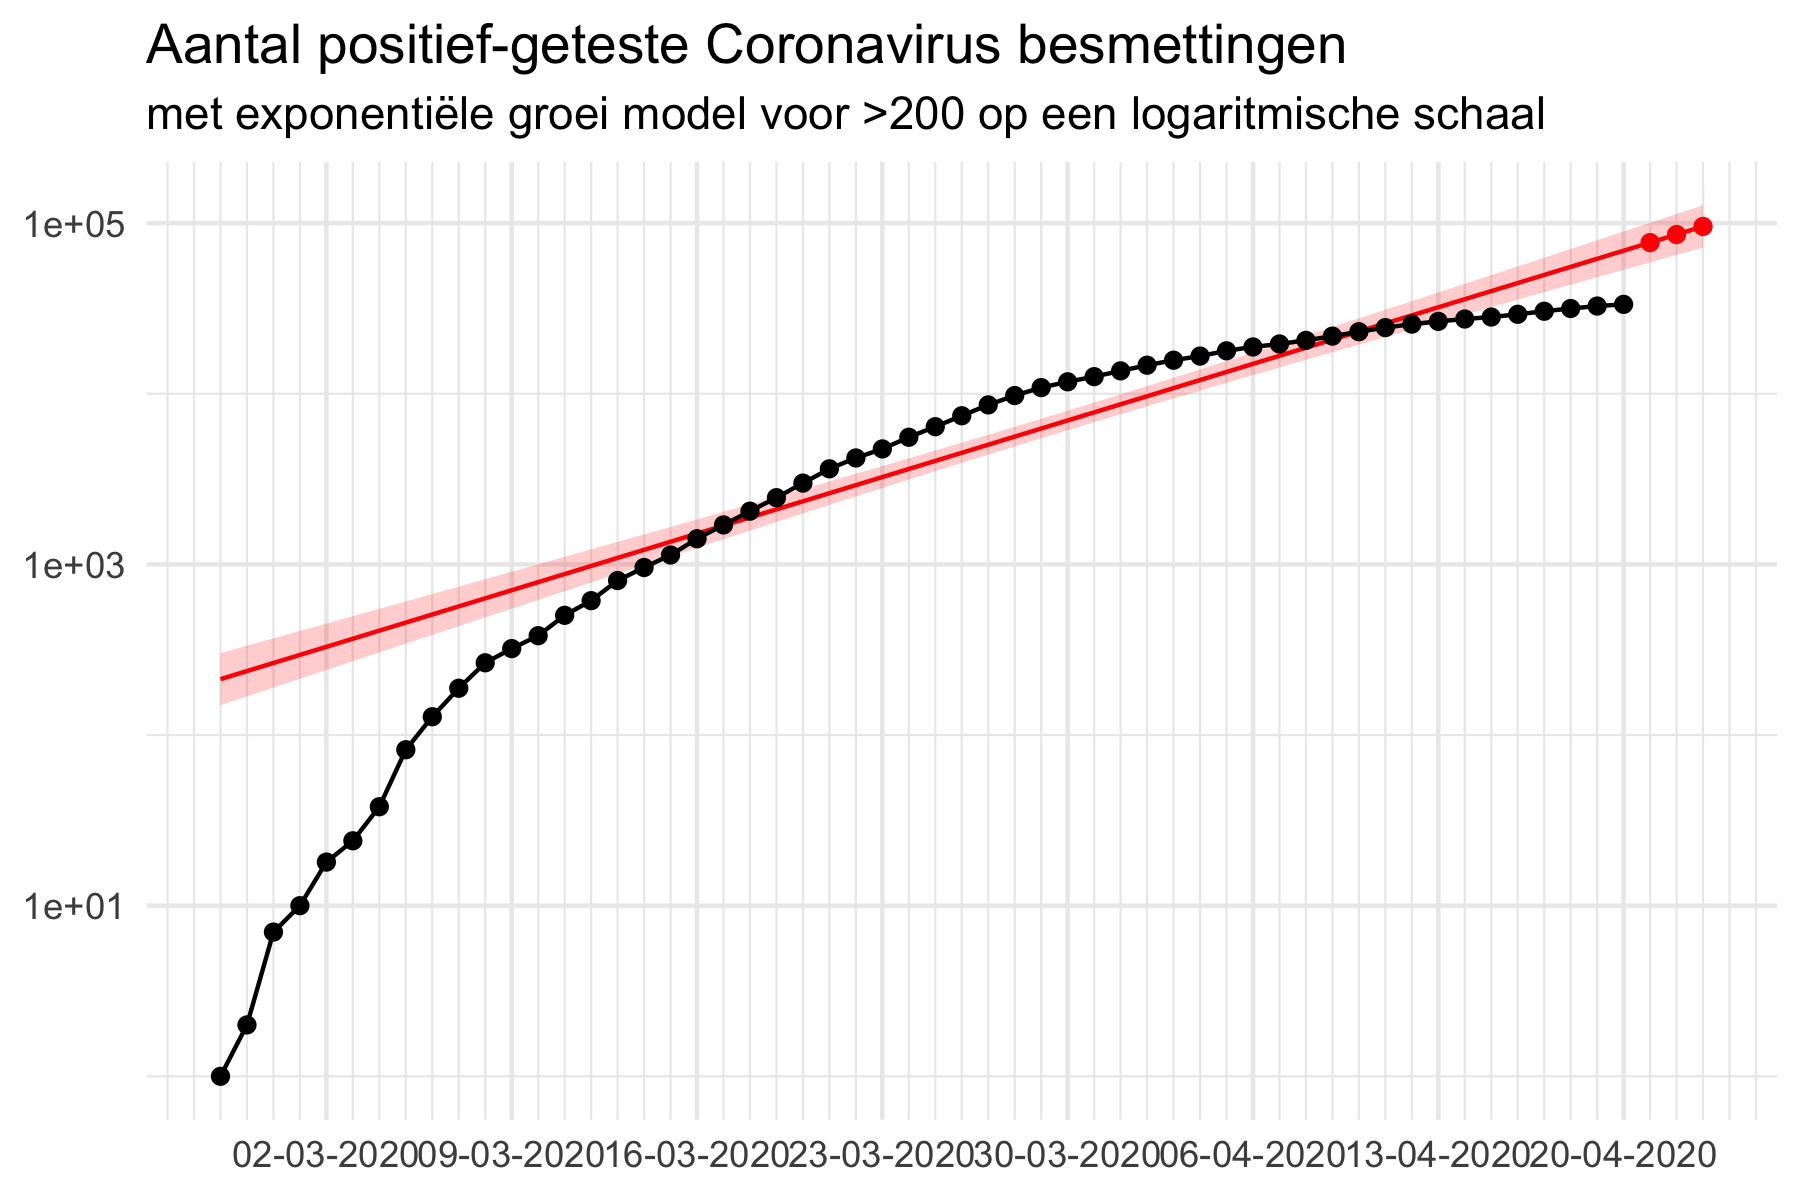 Aantal positief-geteste Coronavirus besmettingen
met exponentiële groei model voor >200 op een logaritmische schaal
1e+05
1e+03
1e+01
02-03-2020 09-03-2020 16-03-2020 23-03-2020 30-03-2020 06-04-2020 13-04-2020 20-04-2020